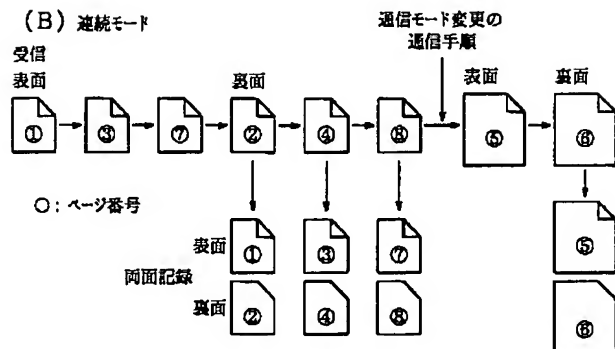 (B) 連続モード
通信モード変更の
通信手順
受信
表面
裏面
表面
裏面
① ③ ⑦ ② ④ ⑧ ⑤ ⑥
○: ページ番号
両面記録
表面
① ③ ⑦ ⑤
裏面
② ④ ⑧ ⑥